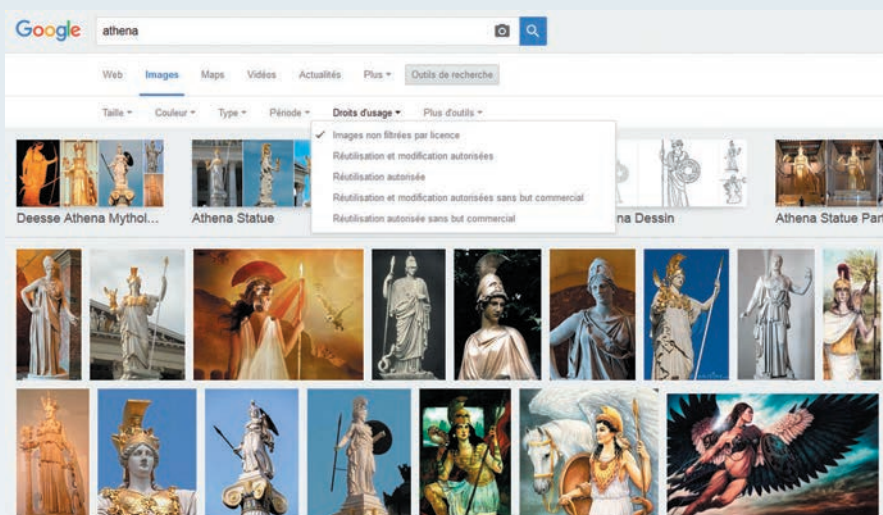 Google athena
Web Images Maps Vidéos Actualités Plus Outils de recherche
Taille Couleur Type Période Droits d'usage Plus d'outils
Images non filtrées par licence
Réutilisation et modification autorisées
Réutilisation autorisée
Réutilisation et modification autorisées sans but commercial
Réutilisation autorisée sans but commercial
Deesse Athena Mythol... Athena Statue na Dessin Athena Statue Part